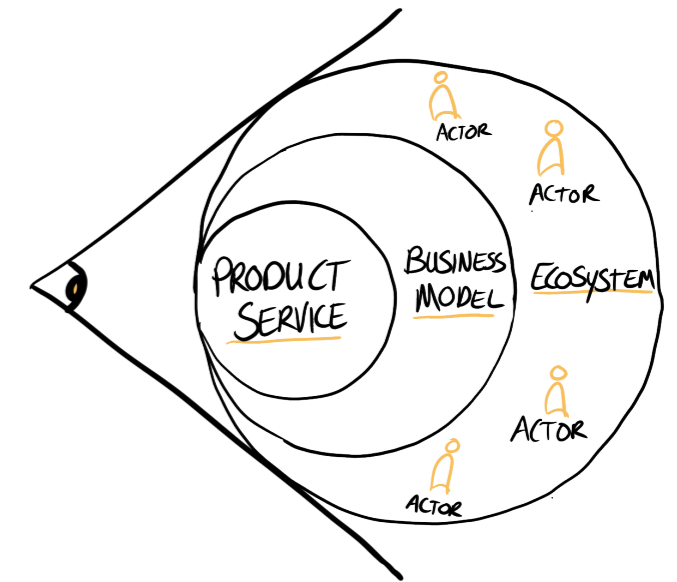 ACTOR
ACTOR
PRODUCT
SERVICE
BUSINESS
MODEL
ECOSYSTEM
ACTOR
ACTOR